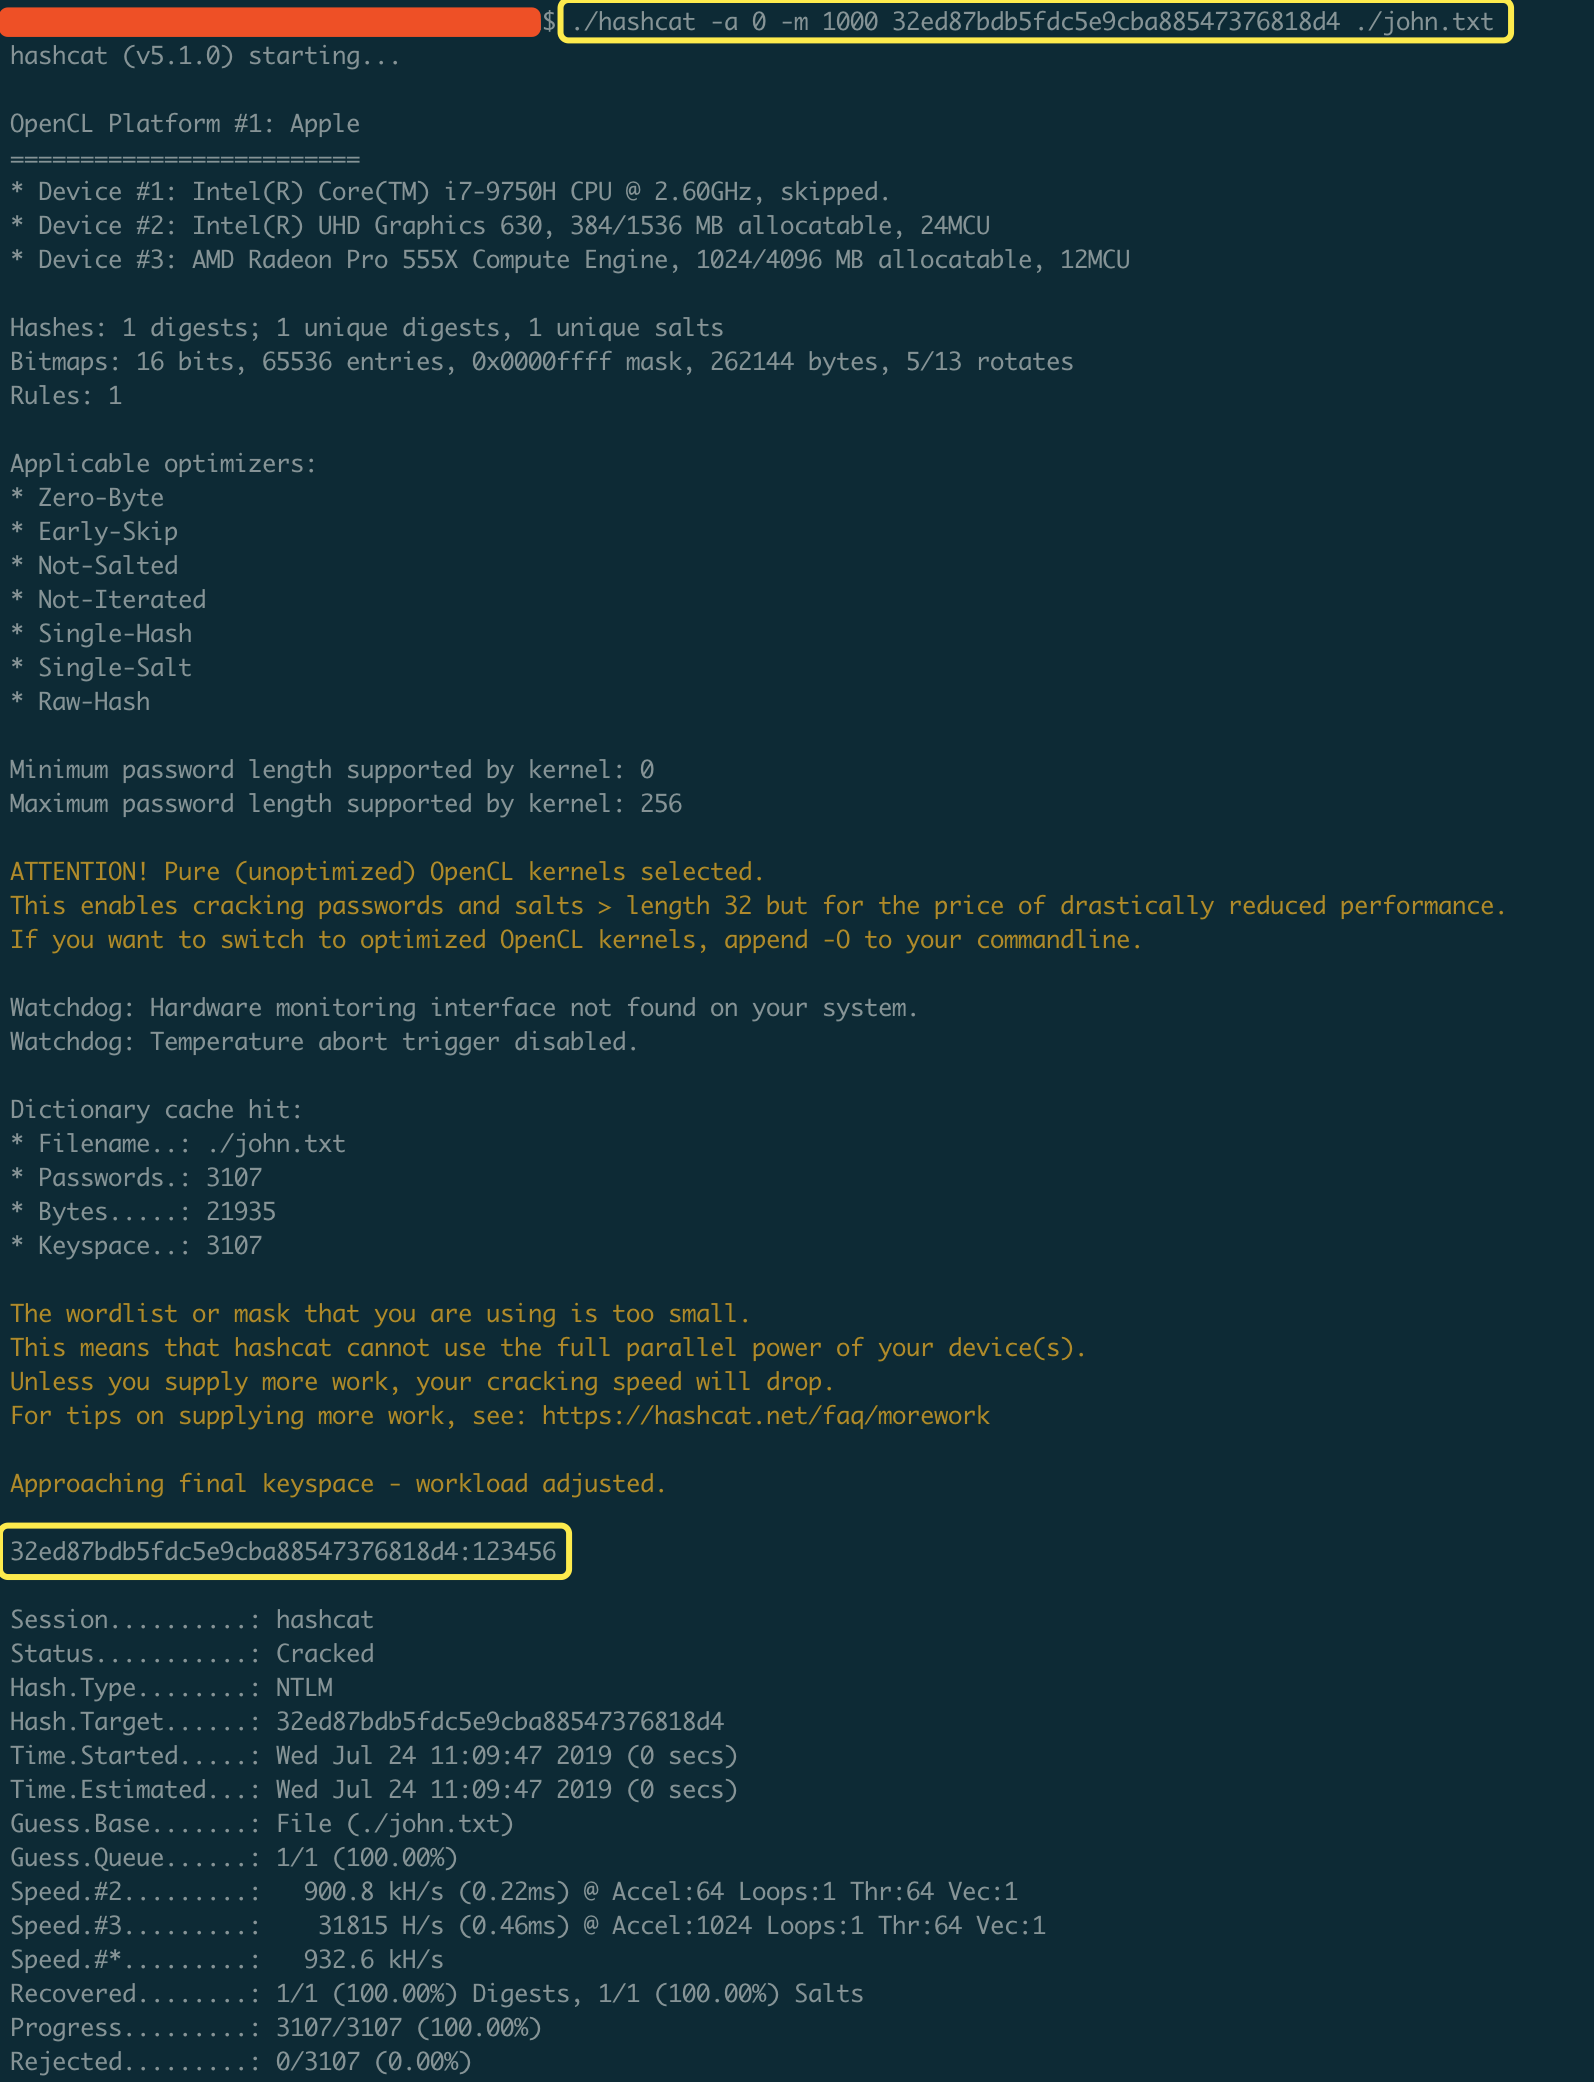 $ ./hashcat -a 0 -m 1000 32ed87bdb5fdc5e9cba88547376818d4 ./john.txt
hashcat (v5.1.0) starting...
OpenCL Platform #1: Apple
=========================
* Device #1: Intel(R) Core(TM) i7-9750H CPU @ 2.60GHz, skipped.
* Device #2: Intel(R) UHD Graphics 630, 384/1536 MB allocatable, 24MCU
* Device #3: AMD Radeon Pro 555X Compute Engine, 1024/4096 MB allocatable, 12MCU
Hashes: 1 digests; 1 unique digests, 1 unique salts
Bitmaps: 16 bits, 65536 entries, 0x0000ffff mask, 262144 bytes, 5/13 rotates
Rules: 1
Applicable optimizers:
* Zero-Byte
* Early-Skip
* Not-Salted
* Not-Iterated
* Single-Hash
* Single-Salt
* Raw-Hash
Minimum password length supported by kernel: 0
Maximum password length supported by kernel: 256
ATTENTION! Pure (unoptimized) OpenCL kernels selected.
This enables cracking passwords and salts > length 32 but for the price of drastically reduced performance.
If you want to switch to optimized OpenCL kernels, append -O to your commandline.
Watchdog: Hardware monitoring interface not found on your system.
Watchdog: Temperature abort trigger disabled.
Dictionary cache hit:
* Filename..: ./john.txt
* Passwords.: 3107
* Bytes.....: 21935
* Keyspace..: 3107
The wordlist or mask that you are using is too small.
This means that hashcat cannot use the full parallel power of your device(s).
Unless you supply more work, your cracking speed will drop.
For tips on supplying more work, see: https://hashcat.net/faq/morework
Approaching final keyspace - workload adjusted.
32ed87bdb5fdc5e9cba88547376818d4:123456
Session..........: hashcat
Status...........: Cracked
Hash.Type........: NTLM
Hash.Target......: 32ed87bdb5fdc5e9cba88547376818d4
Time.Started.....: Wed Jul 24 11:09:47 2019 (0 secs)
Time.Estimated...: Wed Jul 24 11:09:47 2019 (0 secs)
Guess.Base.......: File (./john.txt)
Guess.Queue......: 1/1 (100.00%)
Speed.#2.........:   900.8 kH/s (0.22ms) @ Accel:64 Loops:1 Thr:64 Vec:1
Speed.#3.........:    31815 H/s (0.46ms) @ Accel:1024 Loops:1 Thr:64 Vec:1
Speed.#*.........:   932.6 kH/s
Recovered........: 1/1 (100.00%) Digests, 1/1 (100.00%) Salts
Progress.........: 3107/3107 (100.00%)
Rejected.........: 0/3107 (0.00%)